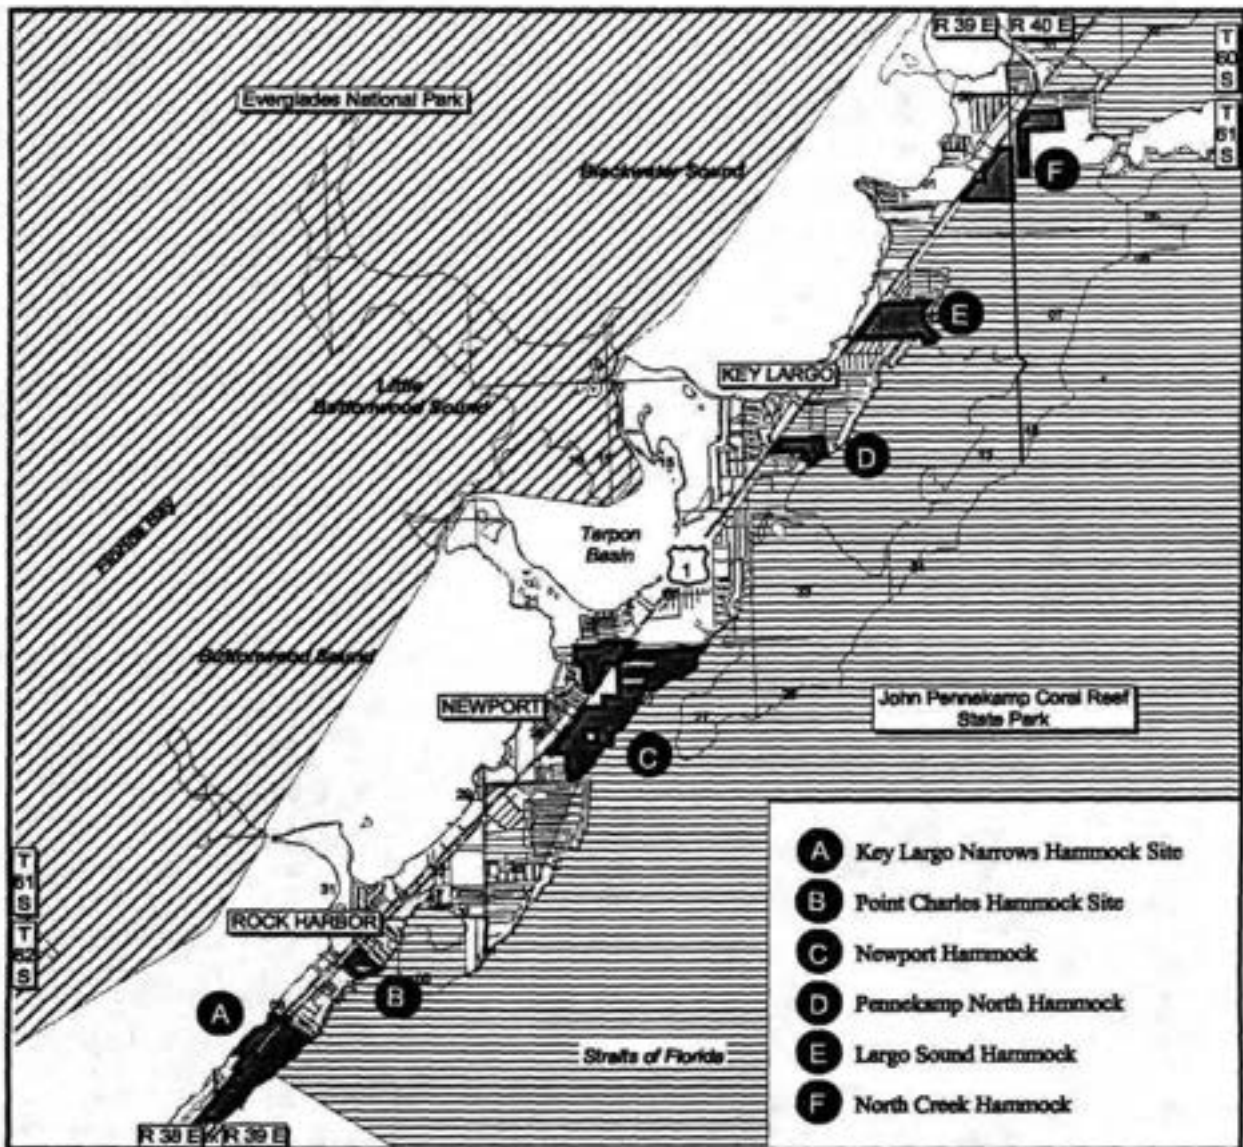 R 39 E
R 40 E
T
60
S
T
61
S
Everglades National Park
Blackwater Sound
F
E
KEY LARGO
Little
Buttonwood Sound
D
Florida Bay
Tarpon
Basin
1
Buttonwood Sound
NEWPORT
John Pennekamp Coral Reef
State Park
C
T
61
S
T
62
S
ROCK HARBOR
A
B
Straits of Florida
R 38 E
R 39 E
A Key Largo Narrows Hammock Site
B Point Charles Hammock Site
C Newport Hammock
D Pennekamp North Hammock
E Largo Sound Hammock
F North Creek Hammock